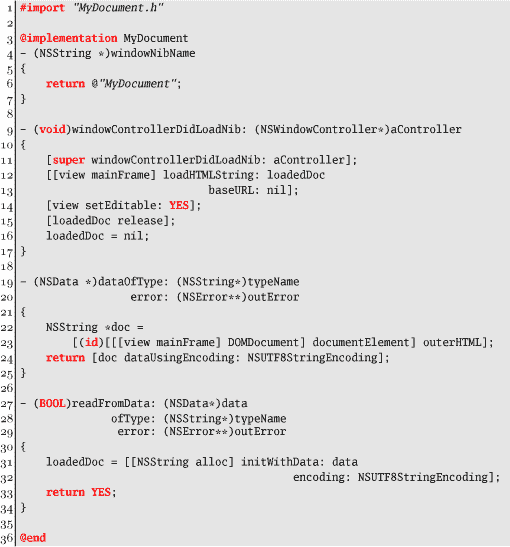 1 #import "MyDocument.h"
2
3 @implementation MyDocument
4 - (NSString *)windowNibName
5 {
6     return @"MyDocument";
7 }
8
9 - (void)windowControllerDidLoadNib: (NSWindowController*)aController
10 {
11     [super windowControllerDidLoadNib: aController];
12     [[view mainFrame] loadHTMLString: loadedDoc
13                              baseURL: nil];
14     [view setEditable: YES];
15     [loadedDoc release];
16     loadedDoc = nil;
17 }
18
19 - (NSData *)dataOfType: (NSString*)typeName
20                  error: (NSError**)outError
21 {
22     NSString *doc =
23         [(id)[[[view mainFrame] DOMDocument] documentElement] outerHTML];
24     return [doc dataUsingEncoding: NSUTF8StringEncoding];
25 }
26
27 - (BOOL)readFromData: (NSData*)data
28               ofType: (NSString*)typeName
29                error: (NSError**)outError
30 {
31     loadedDoc = [[NSString alloc] initWithData: data
32                                       encoding: NSUTF8StringEncoding];
33     return YES;
34 }
35
36 @end